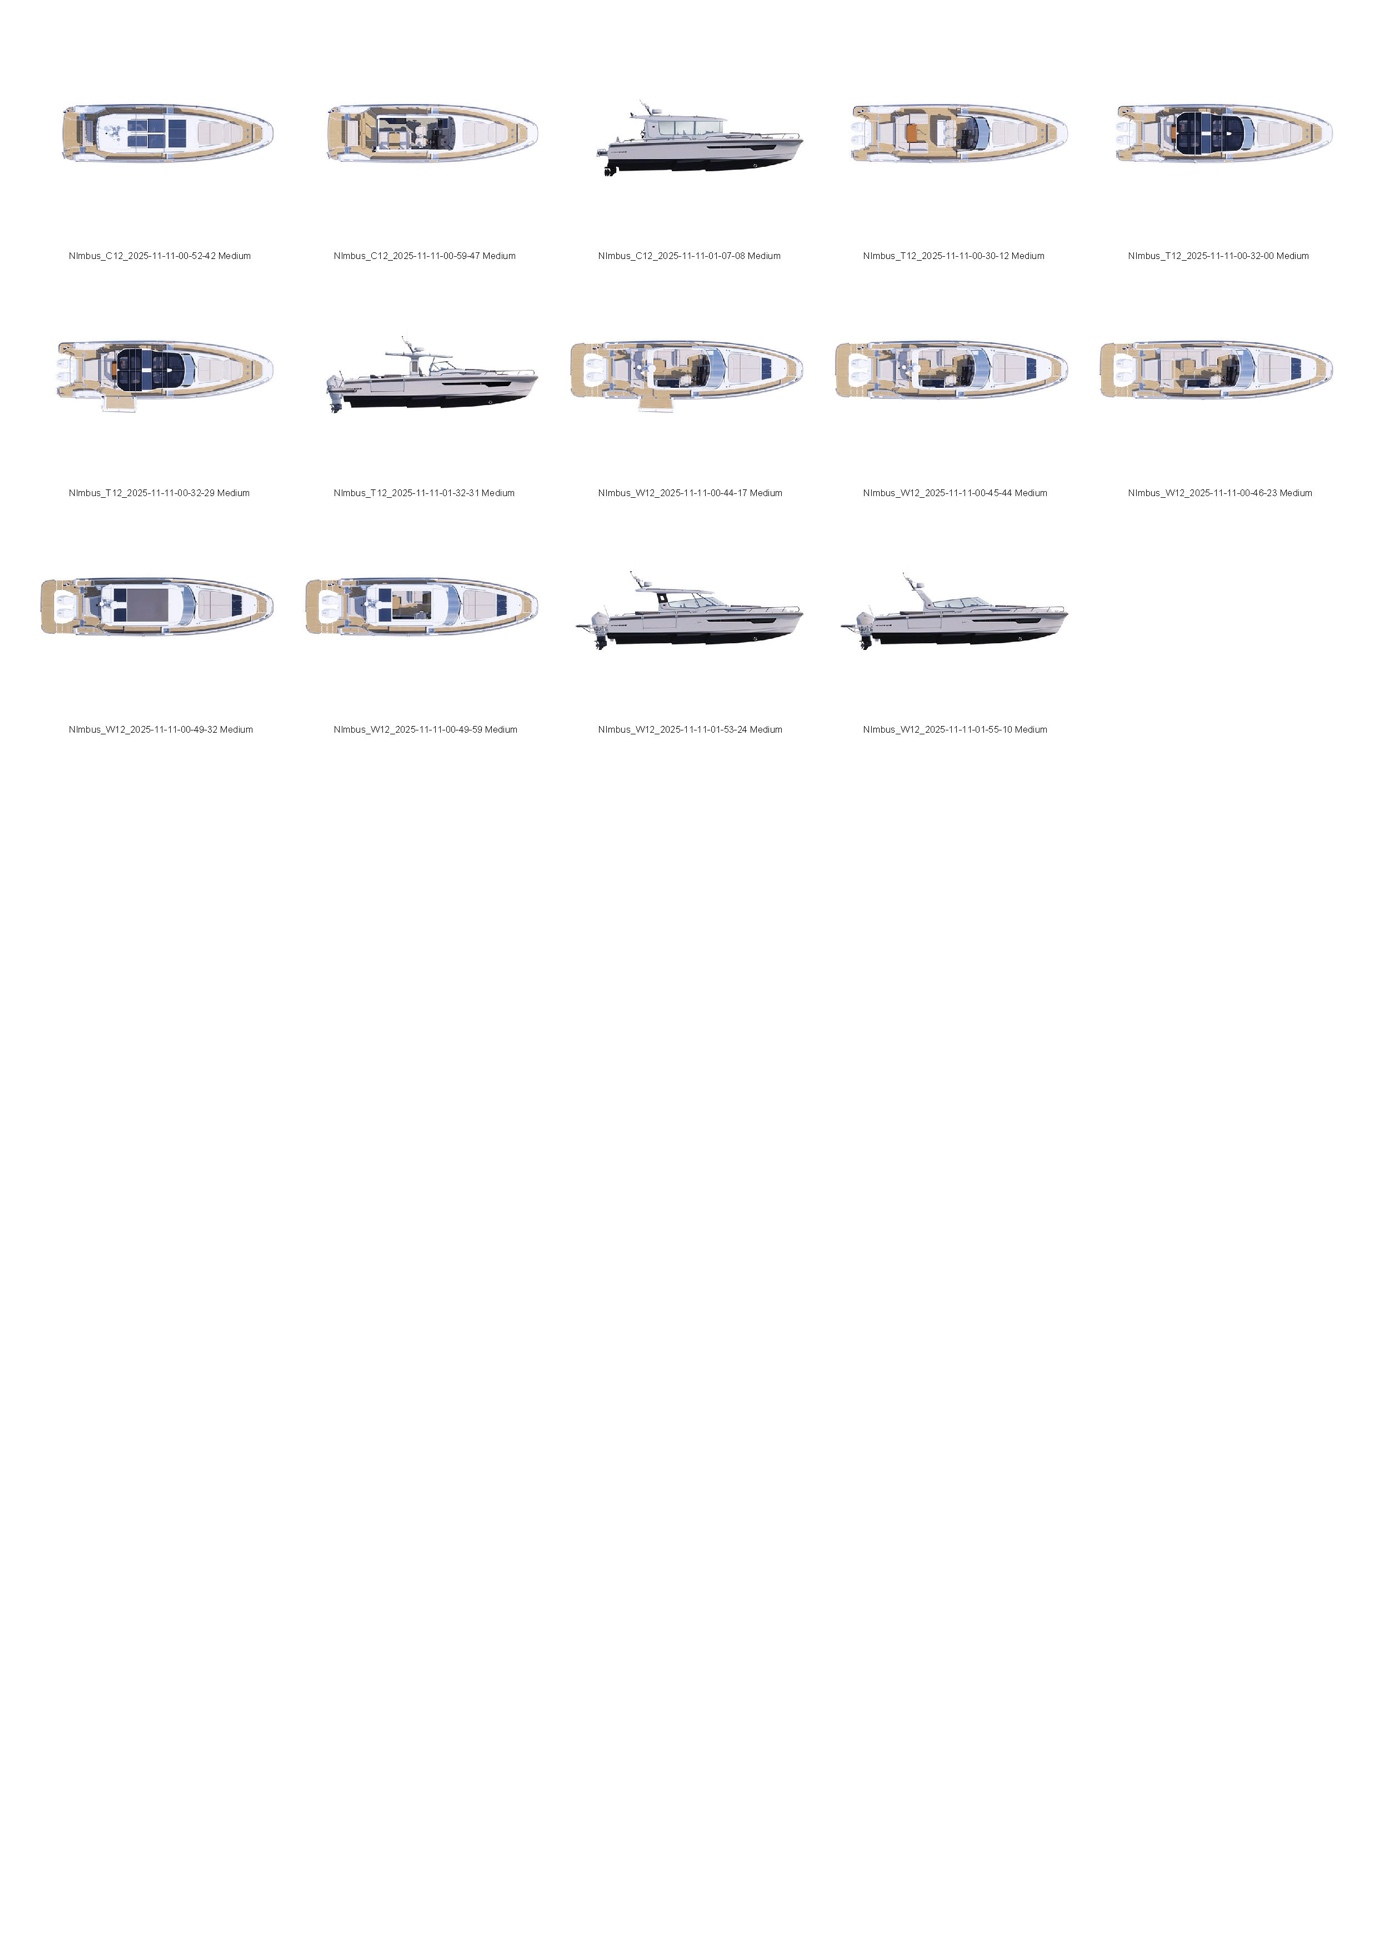 NImbus_C12_2025-11-11-00-52-42 Medium
NImbus_C12_2025-11-11-00-59-47 Medium
NImbus_C12_2025-11-11-01-07-08 Medium
NImbus_T12_2025-11-11-00-30-12 Medium
NImbus_T12_2025-11-11-00-32-00 Medium
NImbus_T12_2025-11-11-00-32-29 Medium
NImbus_T12_2025-11-11-01-32-31 Medium
NImbus_W12_2025-11-11-00-44-17 Medium
NImbus_W12_2025-11-11-00-45-44 Medium
NImbus_W12_2025-11-11-00-46-23 Medium
NImbus_W12_2025-11-11-00-49-32 Medium
NImbus_W12_2025-11-11-00-49-59 Medium
NImbus_W12_2025-11-11-01-53-24 Medium
NImbus_W12_2025-11-11-01-55-10 Medium